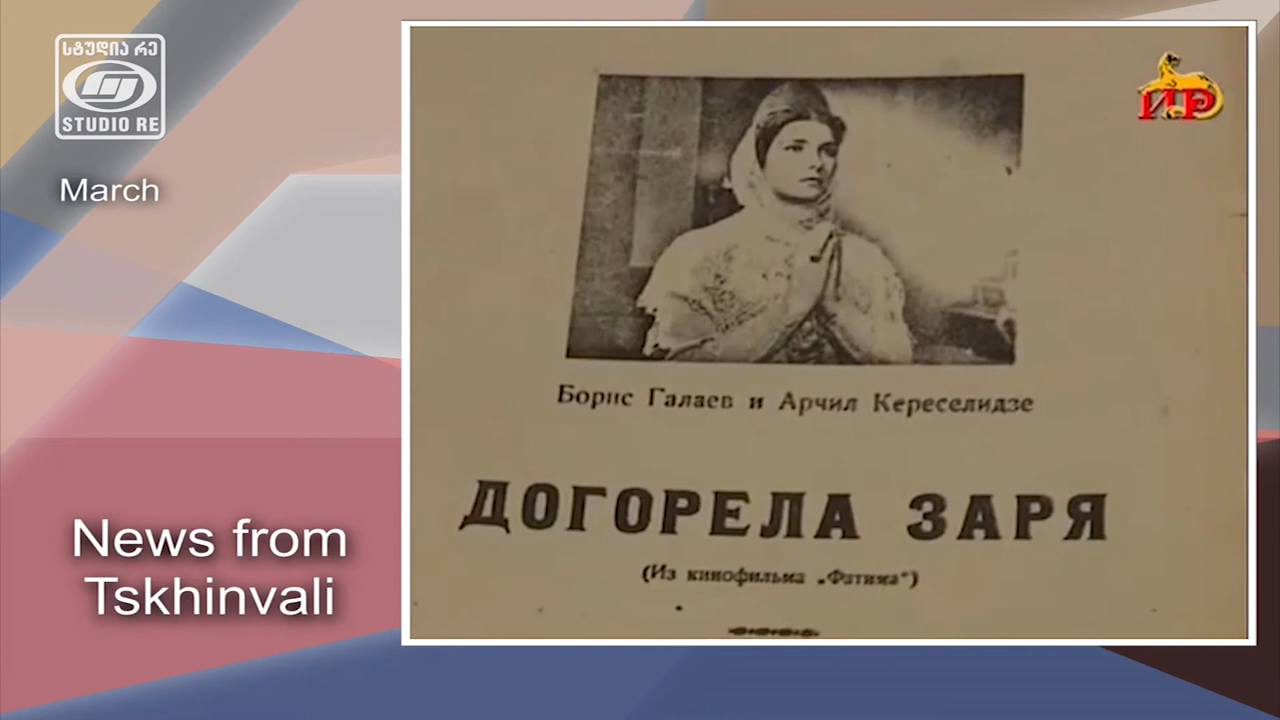 სტუდია რე
STUDIO RE
March
News from
Tskhinvali
ИР
Борис Галаев и Арчил Кереселидзе
ДОГОРЕЛА ЗАРЯ
(Из кинофильма „Фатима“)